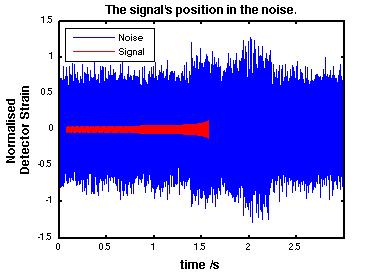 The signal's position in the noise.
Noise
Signal
Normalised
Detector Strain
1.5
1
0.5
0
-0.5
-1
-1.5
0 0.5 1 1.5 2 2.5
time /s